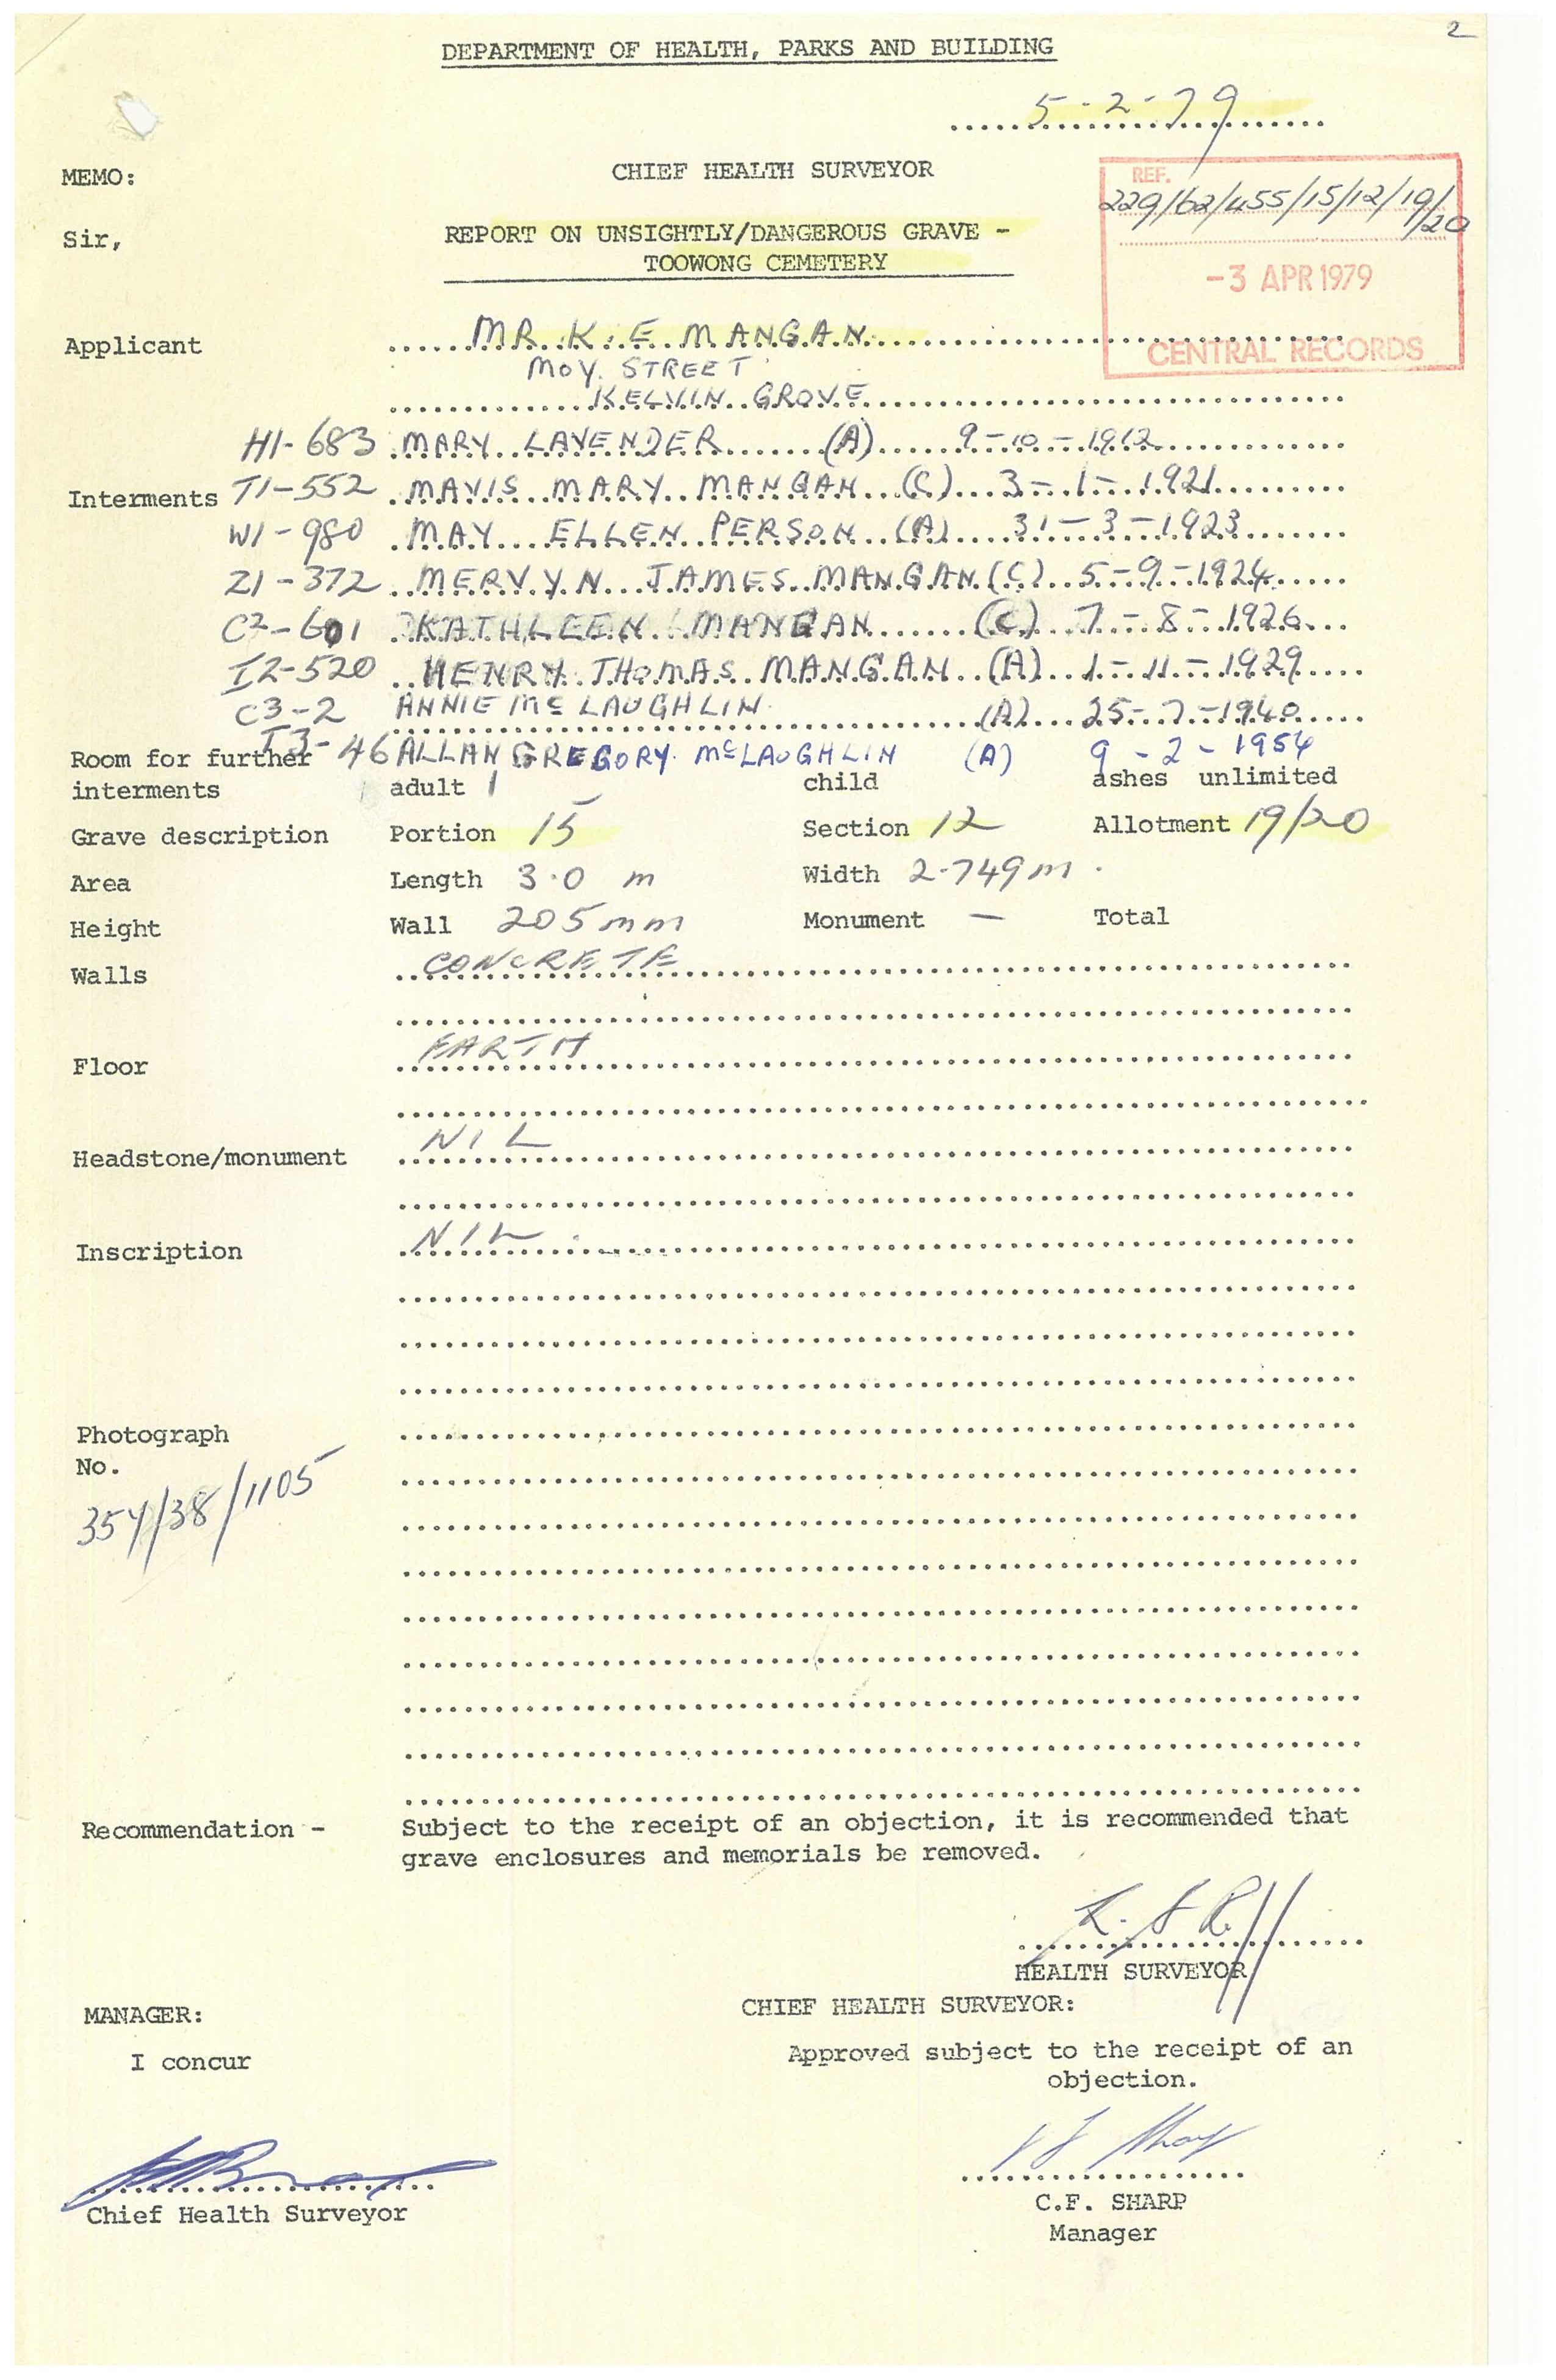 2
DEPARTMENT OF HEALTH, PARKS AND BUILDING
5-2-79
MEMO:
CHIEF HEALTH SURVEYOR
REF.
229/62/455/15/12/19/20
-3 APR 1979
CENTRAL RECORDS
Sir,
REPORT ON UNSIGHTLY/DANGEROUS GRAVE -
TOOWONG CEMETERY
Applicant MR. K. E. MANGAN.
MOY. STREET
KELVIN GROVE
H1-683 MARY LAVENDER (A) 9-10-1912
Interments T1-552 MAVIS MARY MANGAN (C) 3-1-1921
W1-980 MAY ELLEN PERSON (A) 31-3-1923
Z1-372 MERVYN JAMES MANGAN (C) 5-9-1924
C2-601 KATHLEEN MANGAN (C) 7-8-1926
I2-520 HENRY THOMAS MANGAN (A) 1-11-1929
C3-2 ANNIE McLAUGHLIN (A) 25-7-1940
Room for further I3-46 ALLAN GREGORY McLAUGHLIN (A) 9-2-1954
interments adult 1 child ashes unlimited
Grave description Portion 15 Section 12 Allotment 19/20
Area Length 3.0 m Width 2.749m.
Height Wall 205mm Monument — Total
Walls CONCRETE
Floor EARTH
Headstone/monument NIL
Inscription NIL
Photograph
No.
354/38/1105
Recommendation - Subject to the receipt of an objection, it is recommended that
grave enclosures and memorials be removed.
HEALTH SURVEYOR
MANAGER:
CHIEF HEALTH SURVEYOR:
I concur
Approved subject to the receipt of an
objection.
Chief Health Surveyor
C.F. SHARP
Manager